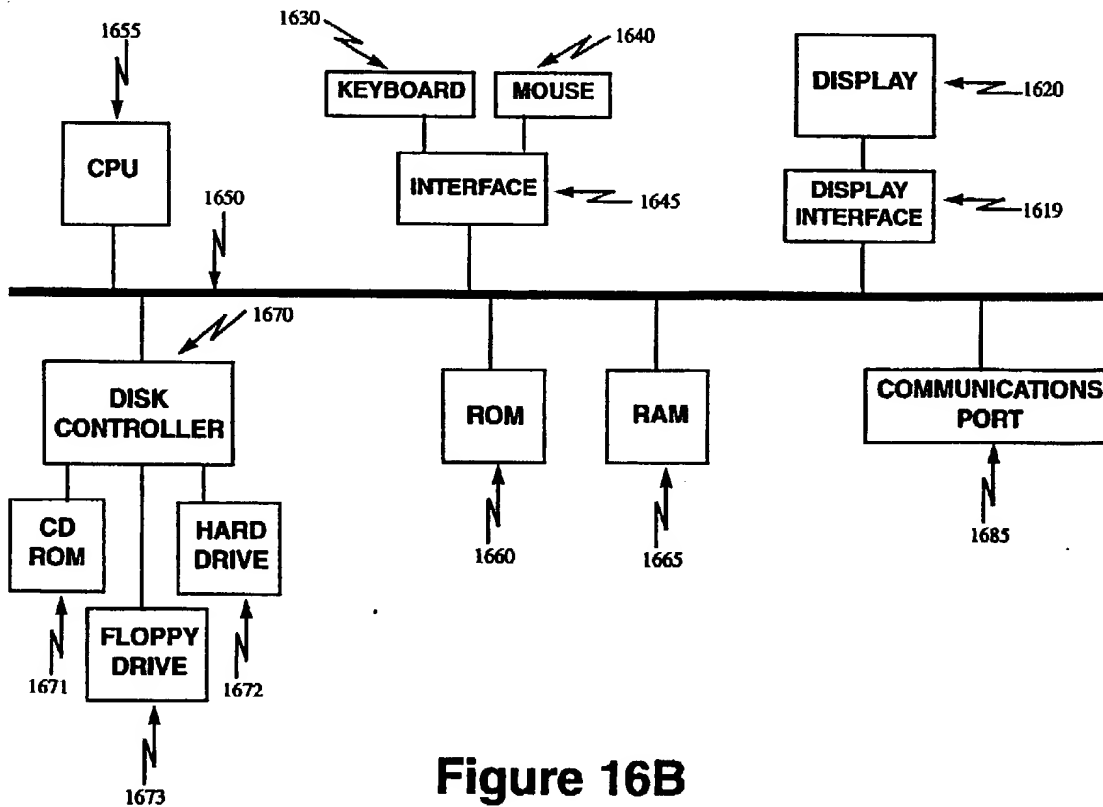 1655
1630
1640
KEYBOARD
MOUSE
DISPLAY
1620
CPU
INTERFACE
1645
DISPLAY
INTERFACE
1619
1650
1670
DISK
CONTROLLER
ROM
RAM
COMMUNICATIONS
PORT
CD
ROM
HARD
DRIVE
1660
1665
1685
FLOPPY
DRIVE
1671
1672
1673
Figure 16B